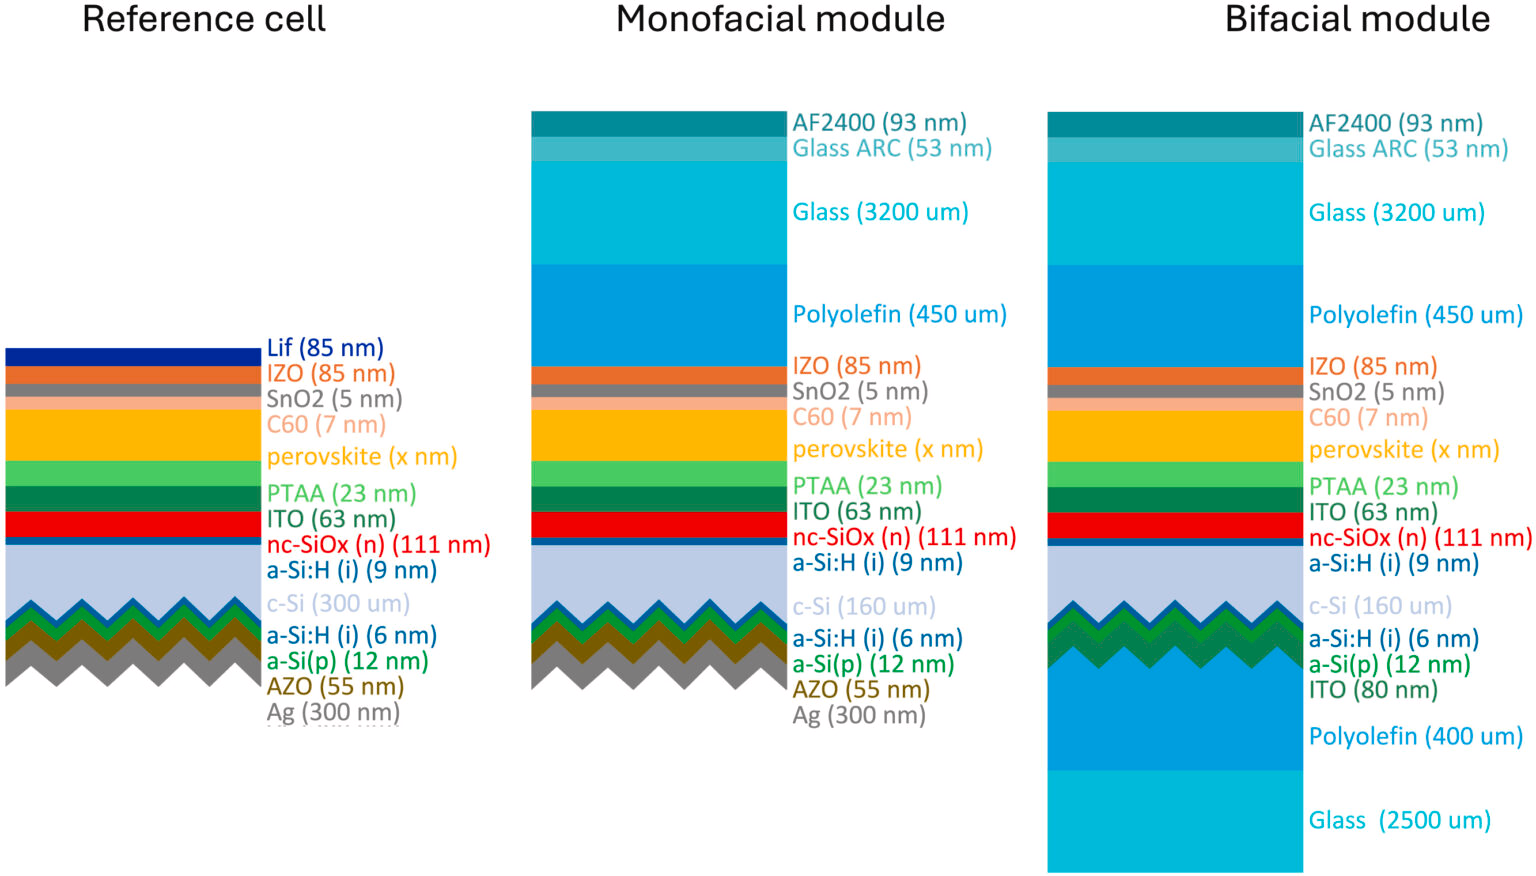 Reference cell
Lif (85 nm)
IZO (85 nm)
SnO2 (5 nm)
C60 (7 nm)
perovskite (x nm)
PTAA (23 nm)
ITO (63 nm)
nc-SiOx (n) (111 nm)
a-Si:H (i) (9 nm)
c-Si (300 um)
a-Si:H (i) (6 nm)
a-Si(p) (12 nm)
AZO (55 nm)
Ag (300 nm)
Monofacial module
AF2400 (93 nm)
Glass ARC (53 nm)
Glass (3200 um)
Polyolefin (450 um)
IZO (85 nm)
SnO2 (5 nm)
C60 (7 nm)
perovskite (x nm)
PTAA (23 nm)
ITO (63 nm)
nc-SiOx (n) (111 nm)
a-Si:H (i) (9 nm)
c-Si (160 um)
a-Si:H (i) (6 nm)
a-Si(p) (12 nm)
AZO (55 nm)
Ag (300 nm)
Bifacial module
AF2400 (93 nm)
Glass ARC (53 nm)
Glass (3200 um)
Polyolefin (450 um)
IZO (85 nm)
SnO2 (5 nm)
C60 (7 nm)
perovskite (x nm)
PTAA (23 nm)
ITO (63 nm)
nc-SiOx (n) (111 nm)
a-Si:H (i) (9 nm)
c-Si (160 um)
a-Si:H (i) (6 nm)
a-Si(p) (12 nm)
ITO (80 nm)
Polyolefin (400 um)
Glass (2500 um)